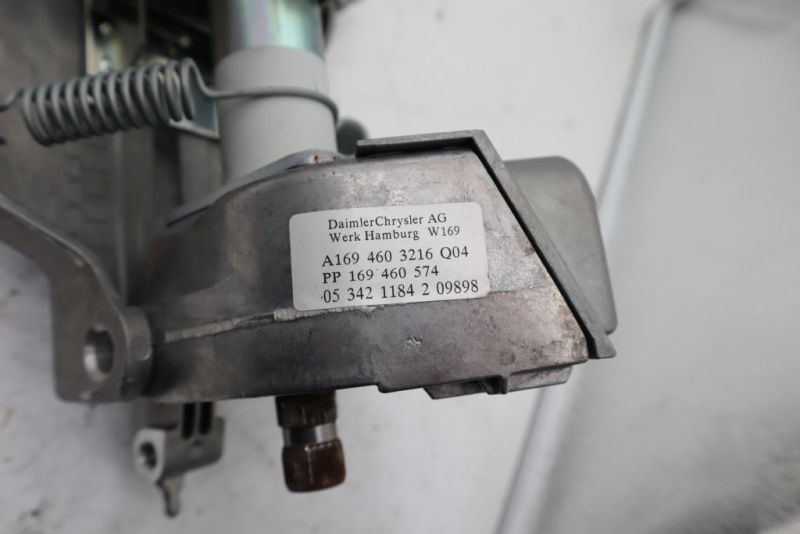 DaimlerChrysler AG
Werk Hamburg W169
A169 460 3216 Q04
PP 169 460 574
05 342 1184 2 09898